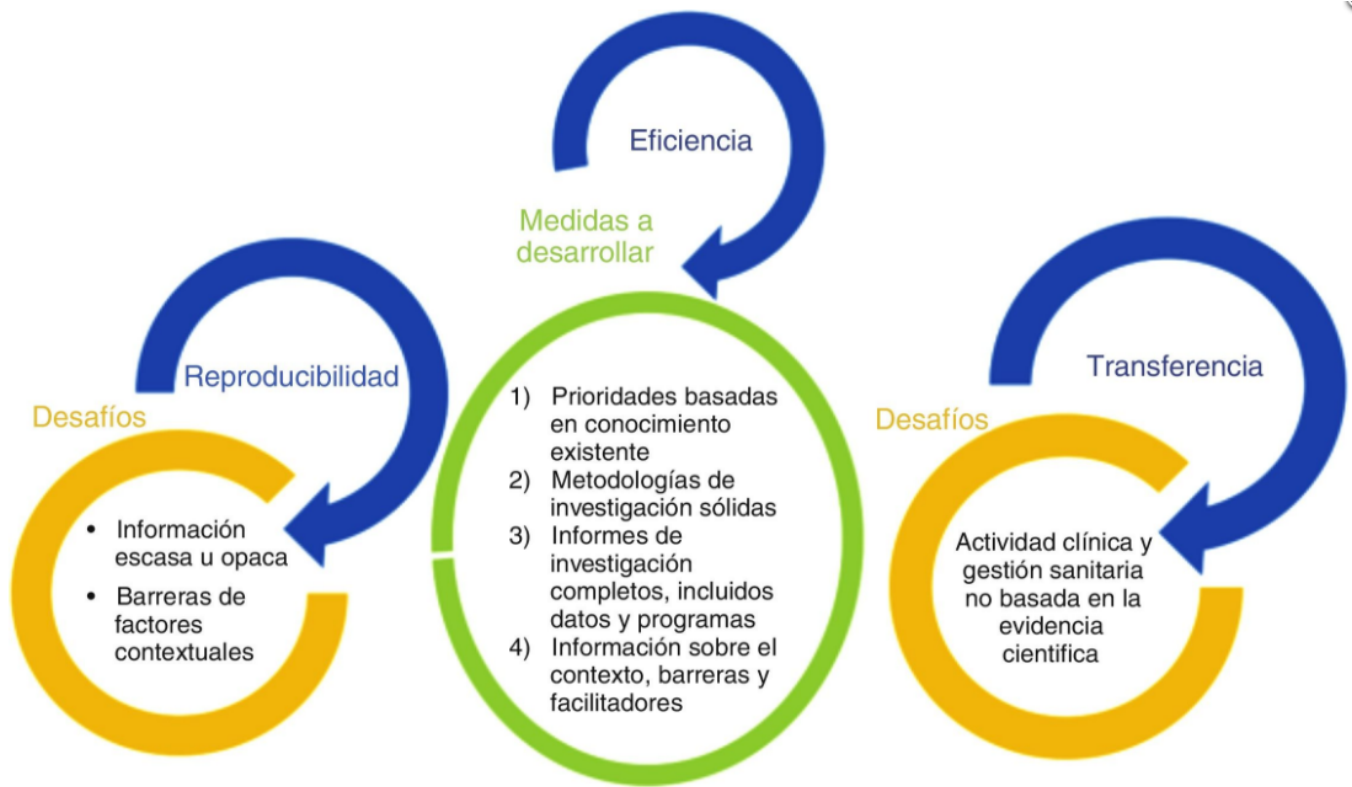 Reproducibilidad
Desafíos
• Información
escasa u opaca
• Barreras de
factores
contextuales
Eficiencia
Medidas a
desarrollar
1) Prioridades basadas
en conocimiento
existente
2) Metodologías de
investigación sólidas
3) Informes de
investigación
completos, incluidos
datos y programas
4) Información sobre el
contexto, barreras y
facilitadores
Transferencia
Desafíos
Actividad clínica y
gestión sanitaria
no basada en la
evidencia
cientifica